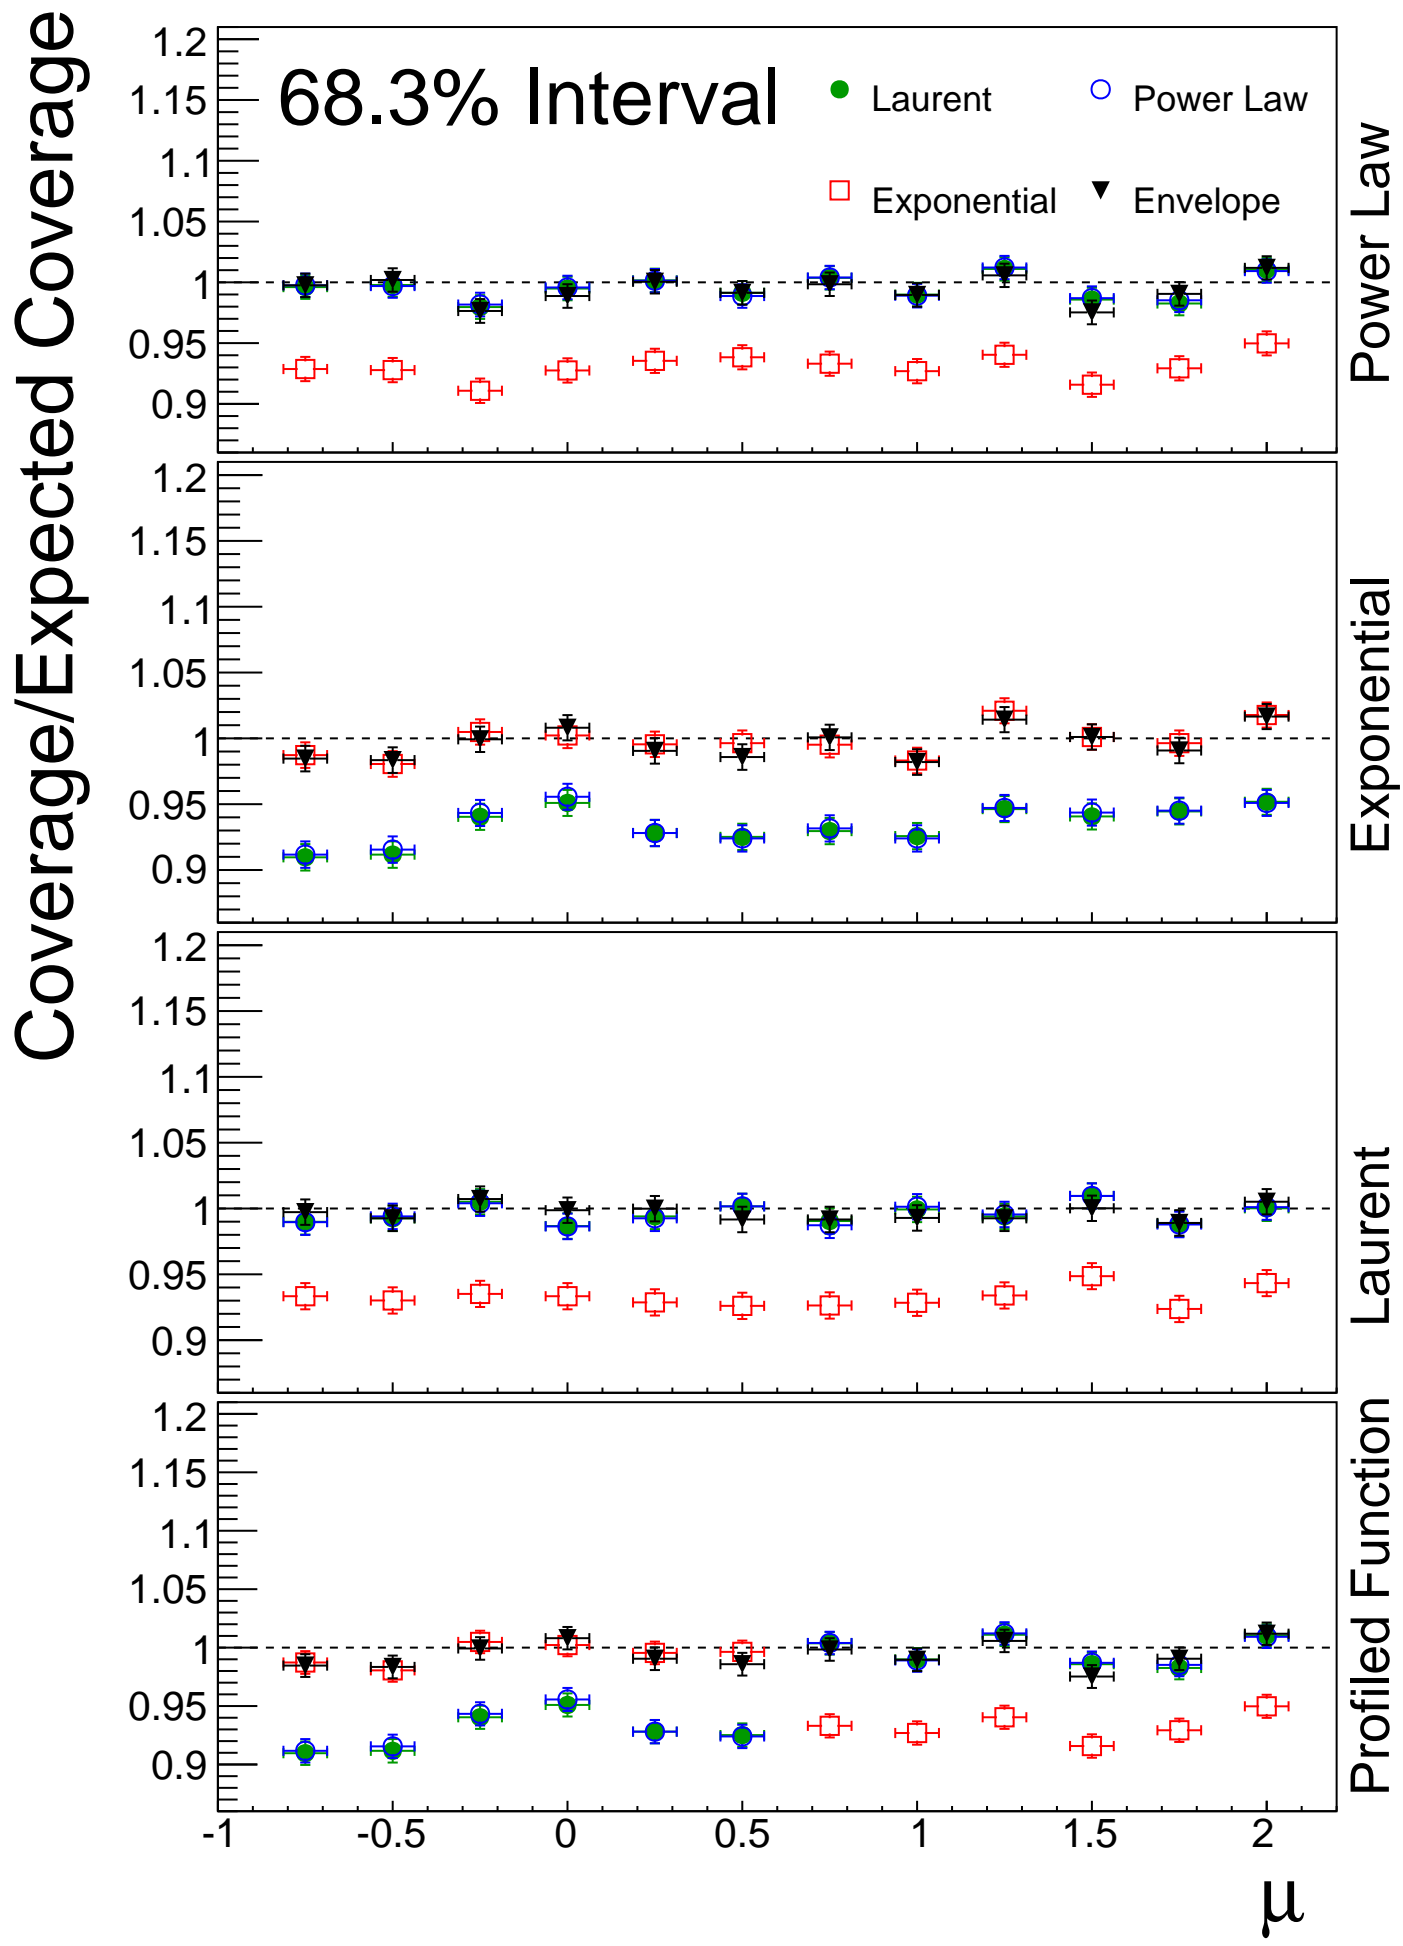 Coverage/Expected Coverage
68.3% Interval
Laurent
Power Law
Exponential
Envelope
1.2
1.15
1.1
1.05
1
0.95
0.9
Power Law
1.2
1.15
1.1
1.05
1
0.95
0.9
Exponential
1.2
1.15
1.1
1.05
1
0.95
0.9
Laurent
1.2
1.15
1.1
1.05
1
0.95
0.9
Profiled Function
-1 -0.5 0 0.5 1 1.5 2
μ